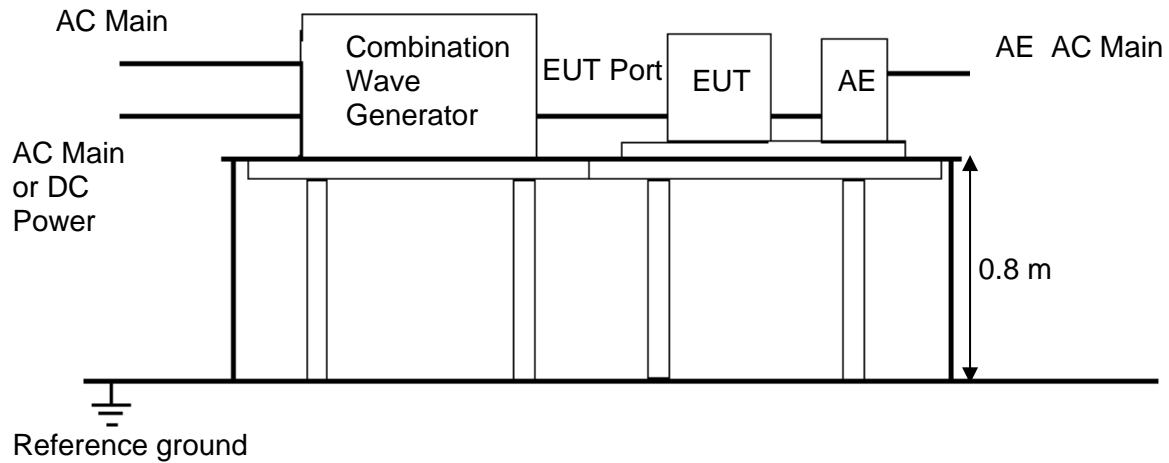 AC Main
Combination
Wave
Generator
EUT Port
EUT
AE
AE AC Main
AC Main
or DC
Power
0.8 m
Reference ground